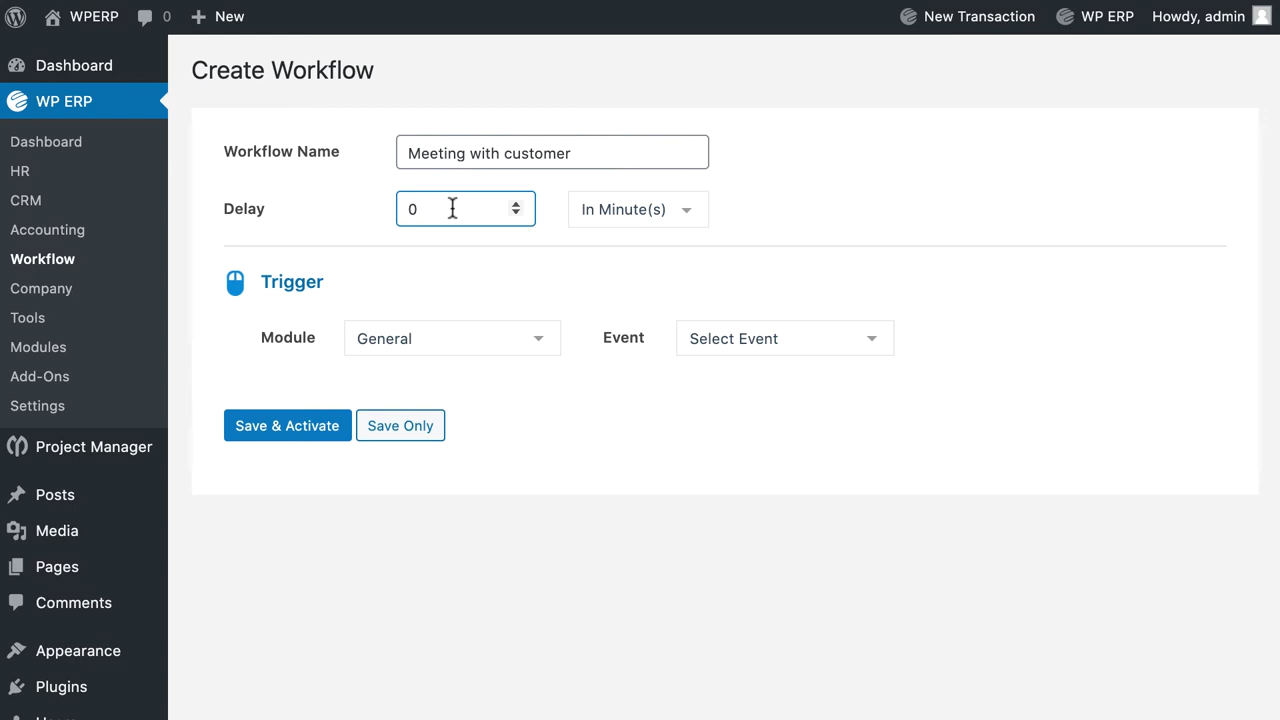 WPERP 0 New New Transaction WP ERP Howdy, admin
Dashboard
WP ERP
Dashboard
HR
CRM
Accounting
Workflow
Company
Tools
Modules
Add-Ons
Settings
Project Manager
Posts
Media
Pages
Comments
Appearance
Plugins
Create Workflow
Workflow Name Meeting with customer
Delay 0 In Minute(s)
Trigger
Module General Event Select Event
Save & Activate Save Only